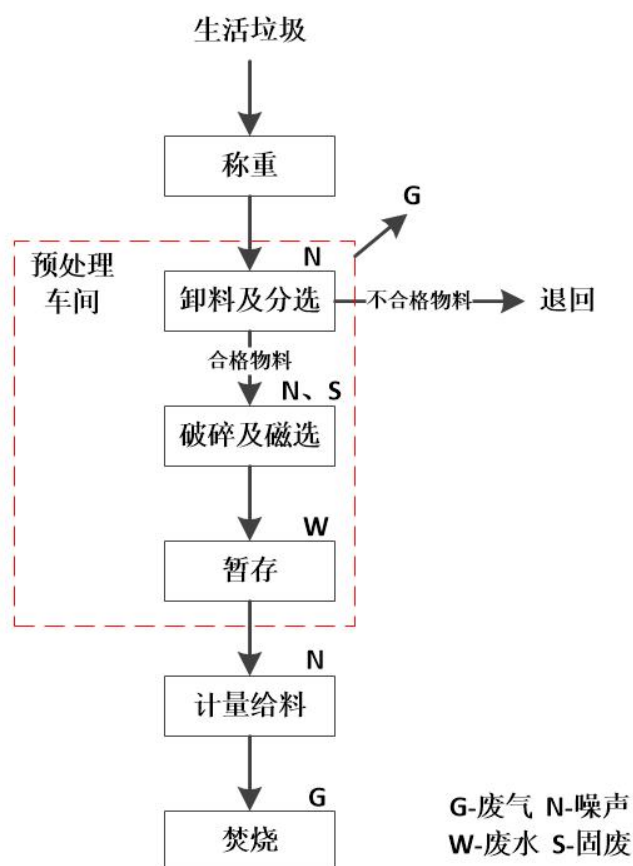 生活垃圾
称重
G
预处理
车间
N
卸料及分选
不合格物料
退回
合格物料
N、S
破碎及磁选
W
暂存
N
计量给料
G
焚烧
G-废气 N-噪声
W-废水 S-固废